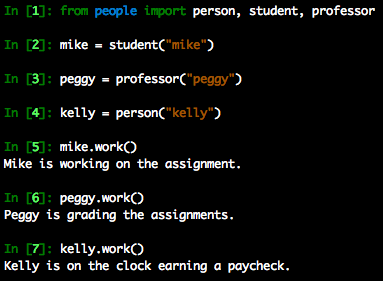 In [1]: from people import person, student, professor
In [2]: mike = student("mike")
In [3]: peggy = professor("peggy")
In [4]: kelly = person("kelly")
In [5]: mike.work()
Mike is working on the assignment.
In [6]: peggy.work()
Peggy is grading the assignments.
In [7]: kelly.work()
Kelly is on the clock earning a paycheck.